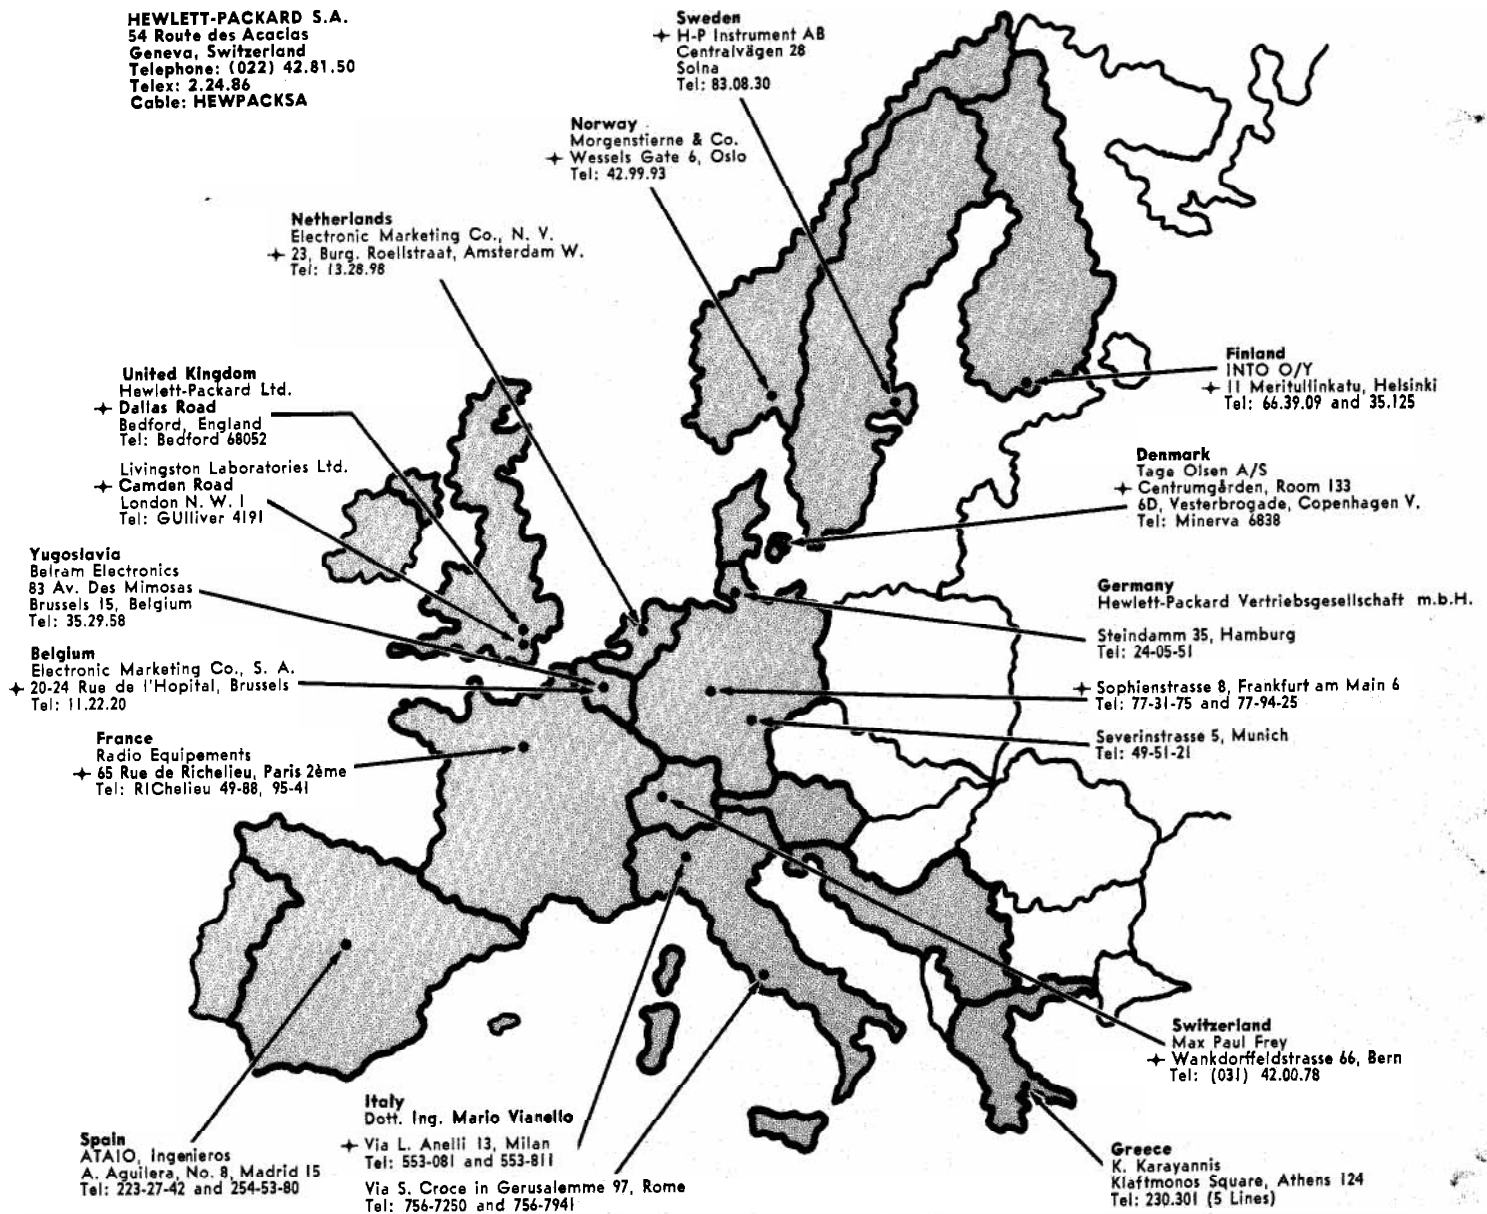 HEWLETT-PACKARD S.A.
54 Route des Acacias
Geneva, Switzerland
Telephone: (022) 42.81.50
Telex: 2.24.86
Cable: HEWPACKSA
Sweden
H-P Instrument AB
Centralvägen 28
Solna
Tel: 83.08.30
Norway
Morgenstierne & Co.
Wessels Gate 6, Oslo
Tel: 42.99.93
Netherlands
Electronic Marketing Co., N. V.
23, Burg. Roellstraat, Amsterdam W.
Tel: 13.28.98
United Kingdom
Hewlett-Packard Ltd.
Dallas Road
Bedford, England
Tel: Bedford 68052
Livingston Laboratories Ltd.
Camden Road
London N. W. 1
Tel: GUlliver 4191
Finland
INTO O/Y
11 Meritullinkatu, Helsinki
Tel: 66.39.09 and 35.125
Denmark
Tage Olsen A/S
Centrumgården, Room 133
6D, Vesterbrogade, Copenhagen V.
Tel: Minerva 6838
Yugoslavia
Belram Electronics
83 Av. Des Mimosas
Brussels 15, Belgium
Tel: 35.29.58
Germany
Hewlett-Packard Vertriebsgesellschaft m.b.H.
Steindamm 35, Hamburg
Tel: 24-05-51
Sophienstrasse 8, Frankfurt am Main 6
Tel: 77-31-75 and 77-94-25
Severinstrasse 5, Munich
Tel: 49-51-21
Belgium
Electronic Marketing Co., S. A.
20-24 Rue de l'Hopital, Brussels
Tel: 11.22.20
France
Radio Equipements
65 Rue de Richelieu, Paris 2ème
Tel: RIChelieu 49-88, 95-41
Switzerland
Max Paul Frey
Wankdorffeldstrasse 66, Bern
Tel: (031) 42.00.78
Italy
Dott. Ing. Mario Vianello
Via L. Anelli 13, Milan
Tel: 553-081 and 553-811
Via S. Croce in Gerusalemme 97, Rome
Tel: 756-7250 and 756-7941
Spain
ATAIO, Ingenieros
A. Aguilera, No. 8, Madrid 15
Tel: 223-27-42 and 254-53-80
Greece
K. Karayannis
Klaftmonos Square, Athens 124
Tel: 230.301 (5 Lines)